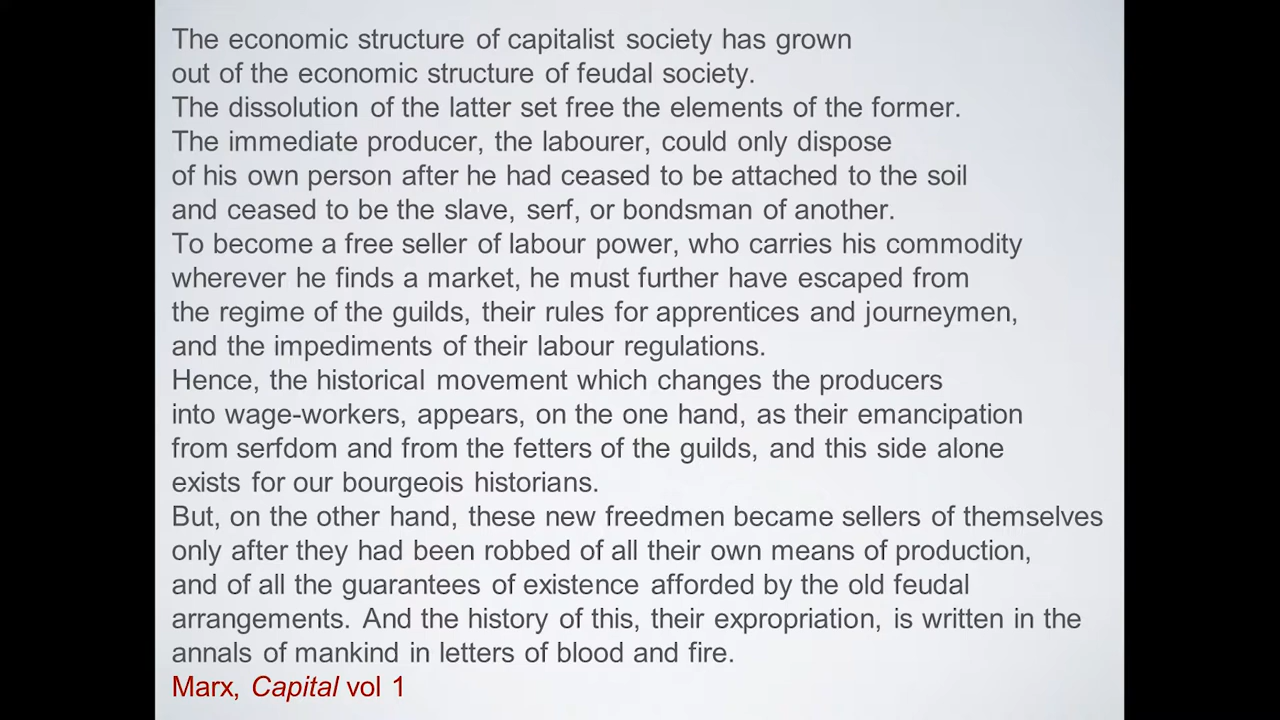 The economic structure of capitalist society has grown
out of the economic structure of feudal society.
The dissolution of the latter set free the elements of the former.
The immediate producer, the labourer, could only dispose
of his own person after he had ceased to be attached to the soil
and ceased to be the slave, serf, or bondsman of another.
To become a free seller of labour power, who carries his commodity
wherever he finds a market, he must further have escaped from
the regime of the guilds, their rules for apprentices and journeymen,
and the impediments of their labour regulations.
Hence, the historical movement which changes the producers
into wage-workers, appears, on the one hand, as their emancipation
from serfdom and from the fetters of the guilds, and this side alone
exists for our bourgeois historians.
But, on the other hand, these new freedmen became sellers of themselves
only after they had been robbed of all their own means of production,
and of all the guarantees of existence afforded by the old feudal
arrangements. And the history of this, their expropriation, is written in the
annals of mankind in letters of blood and fire.
Marx, Capital vol 1